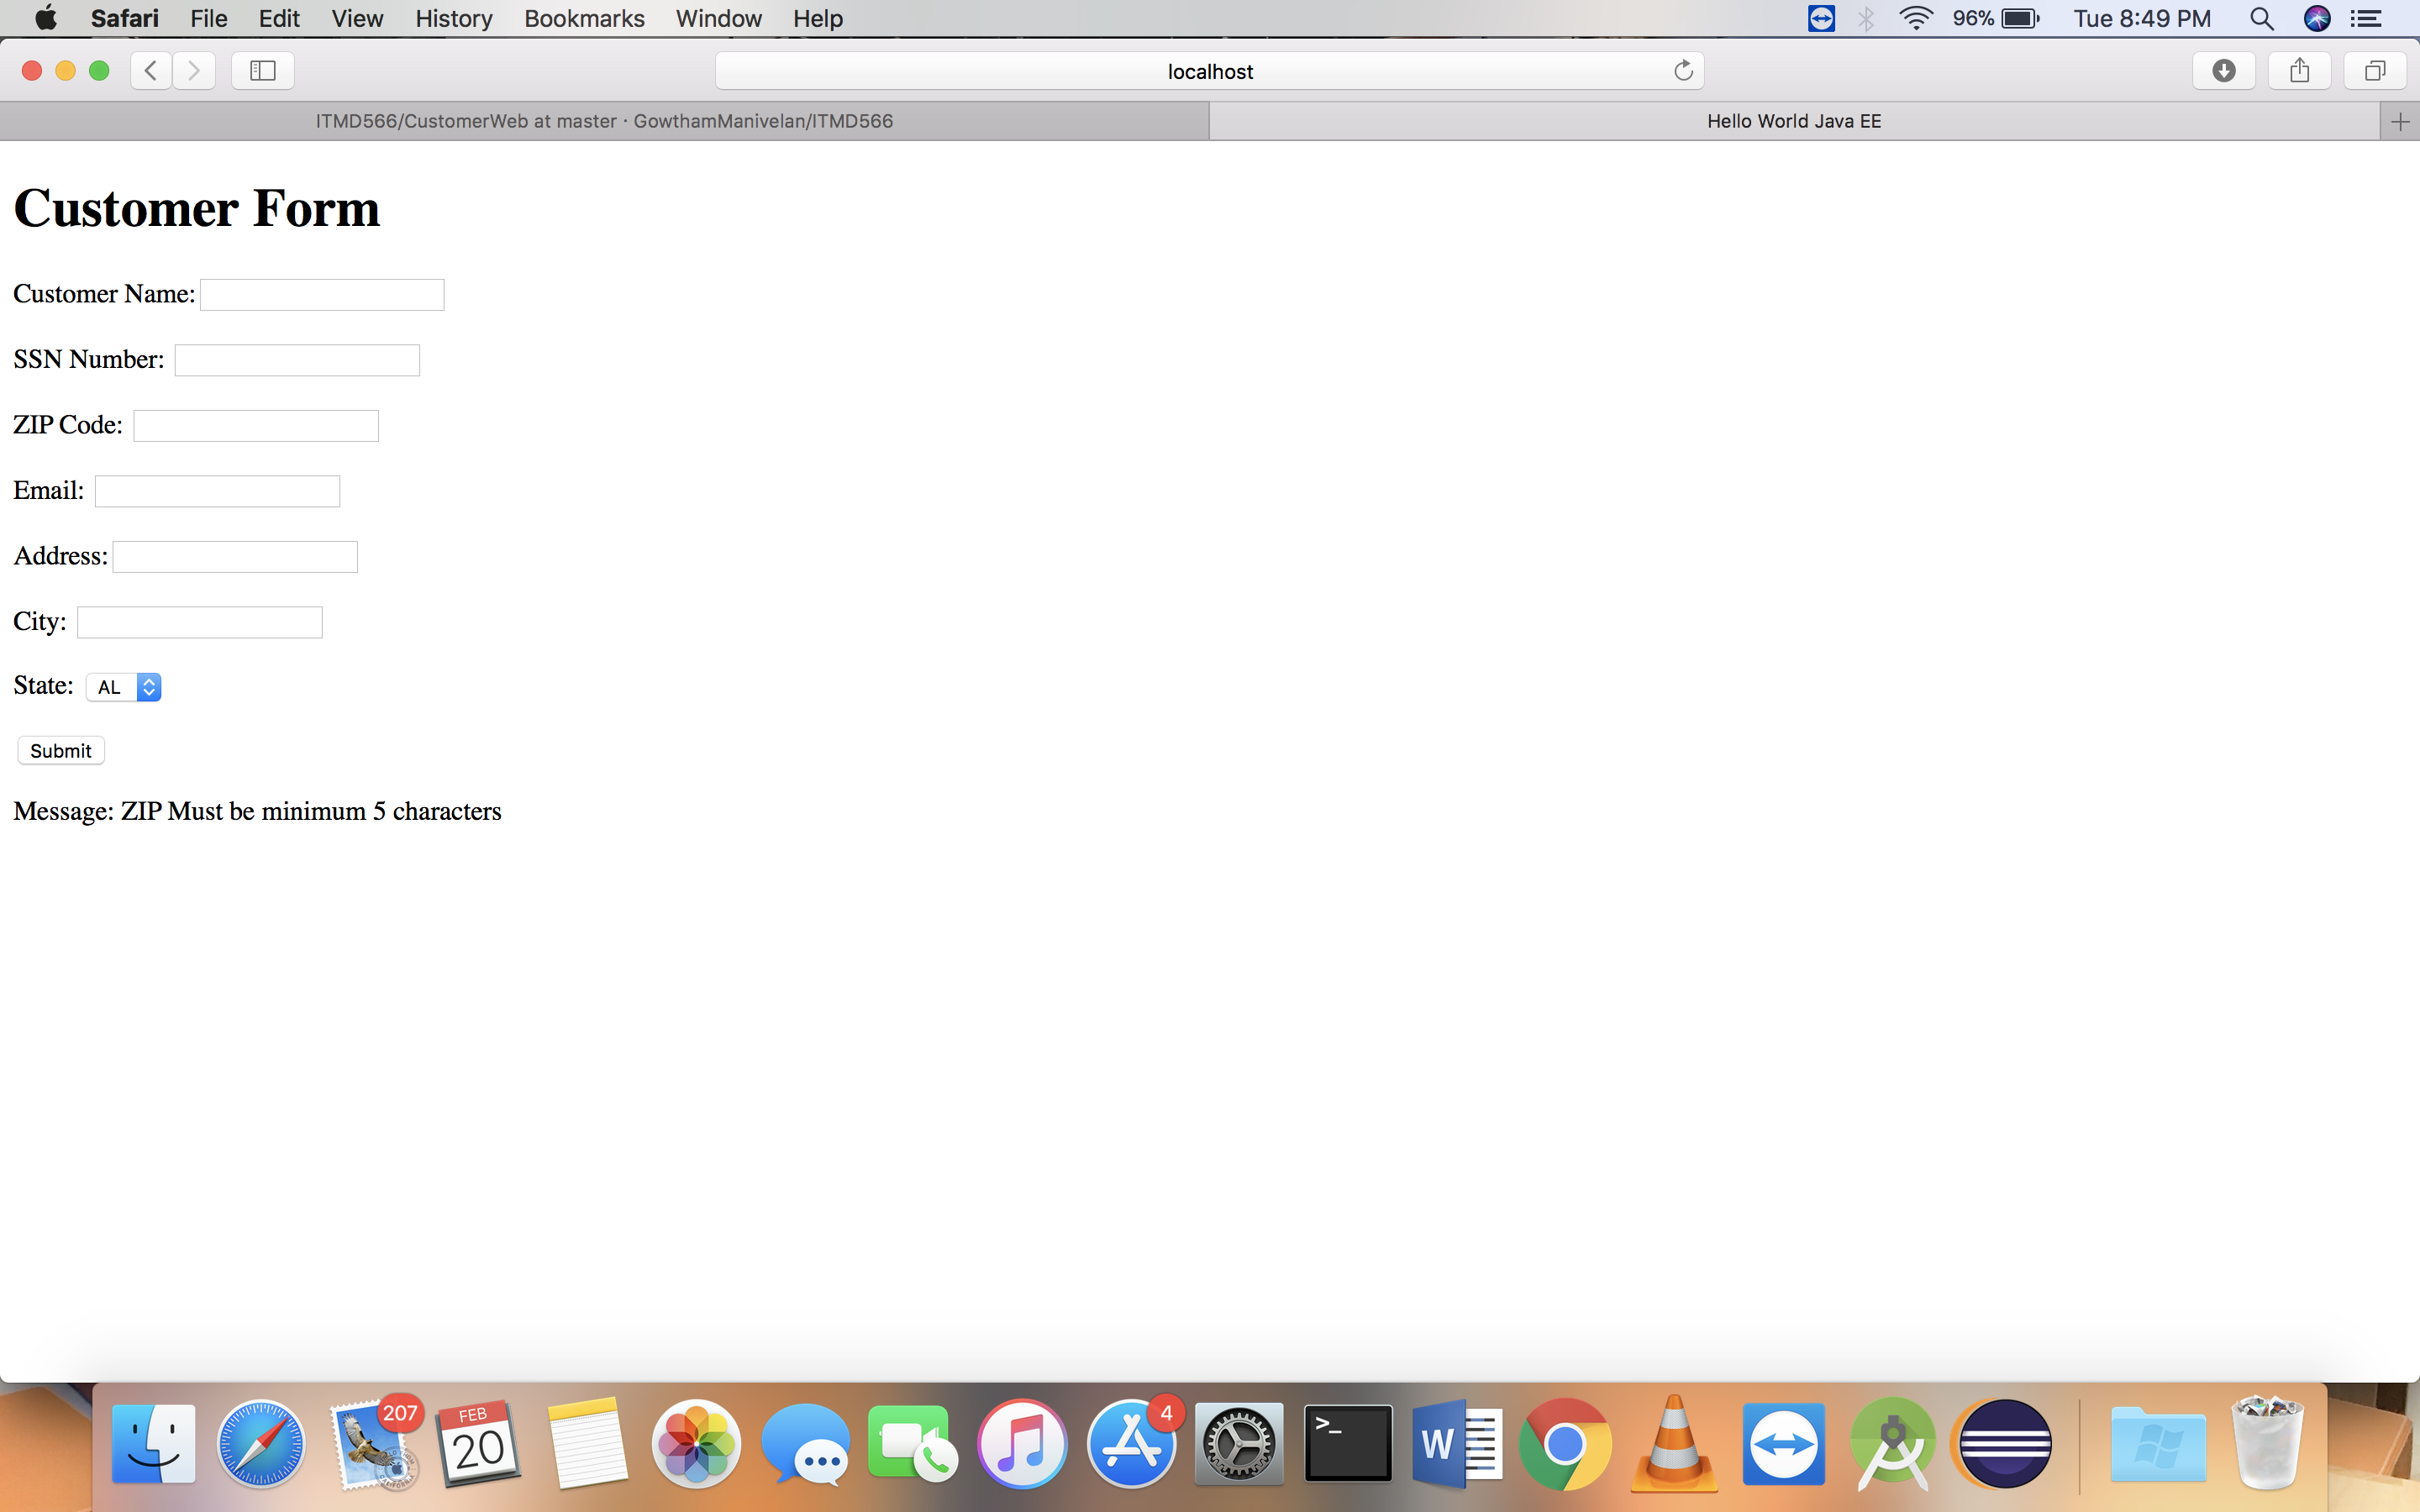 Safari File Edit View History Bookmarks Window Help 96% Tue 8:49 PM
localhost
ITMD566/CustomerWeb at master · GowthamManivelan/ITMD566 Hello World Java EE
Customer Form
Customer Name:
SSN Number:
ZIP Code:
Email:
Address:
City:
State: AL
Submit
Message: ZIP Must be minimum 5 characters
207
FEB
20
4
>_
W